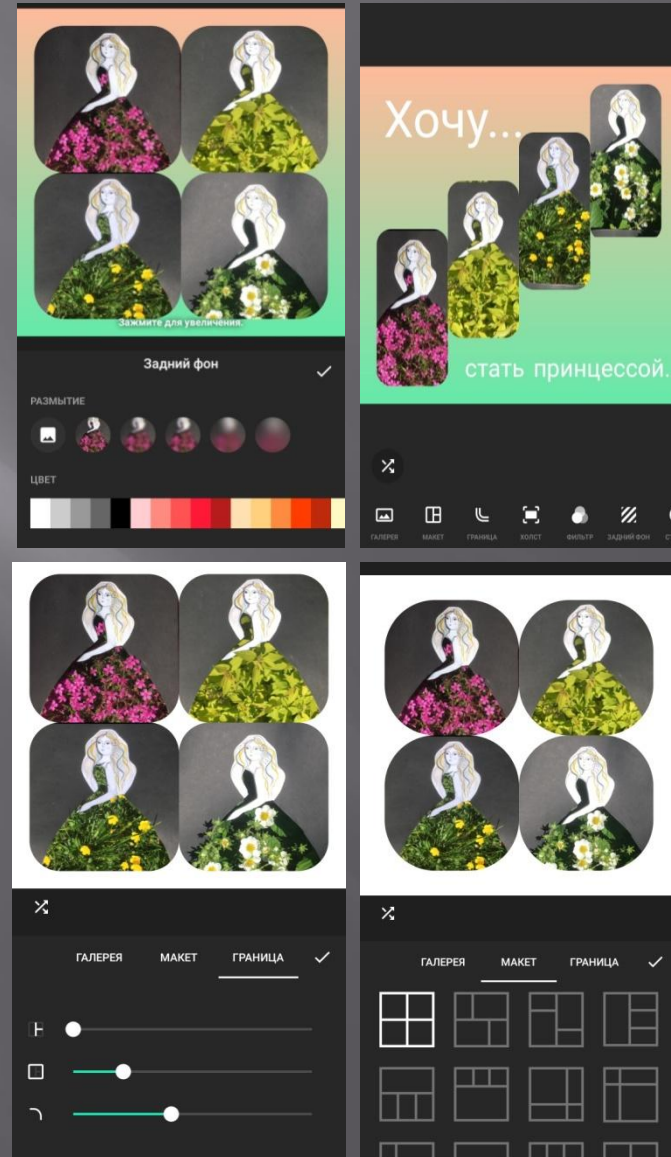 Зажмите для увеличения.
Задний фон
РАЗМЫТИЕ
ЦВЕТ
Хочу...
стать принцессой.
ГАЛЕРЕЯ МАКЕТ ГРАНИЦА ХОЛСТ ФИЛЬТР ЗАДНИЙ ФОН
ГАЛЕРЕЯ МАКЕТ ГРАНИЦА
ГАЛЕРЕЯ МАКЕТ ГРАНИЦА